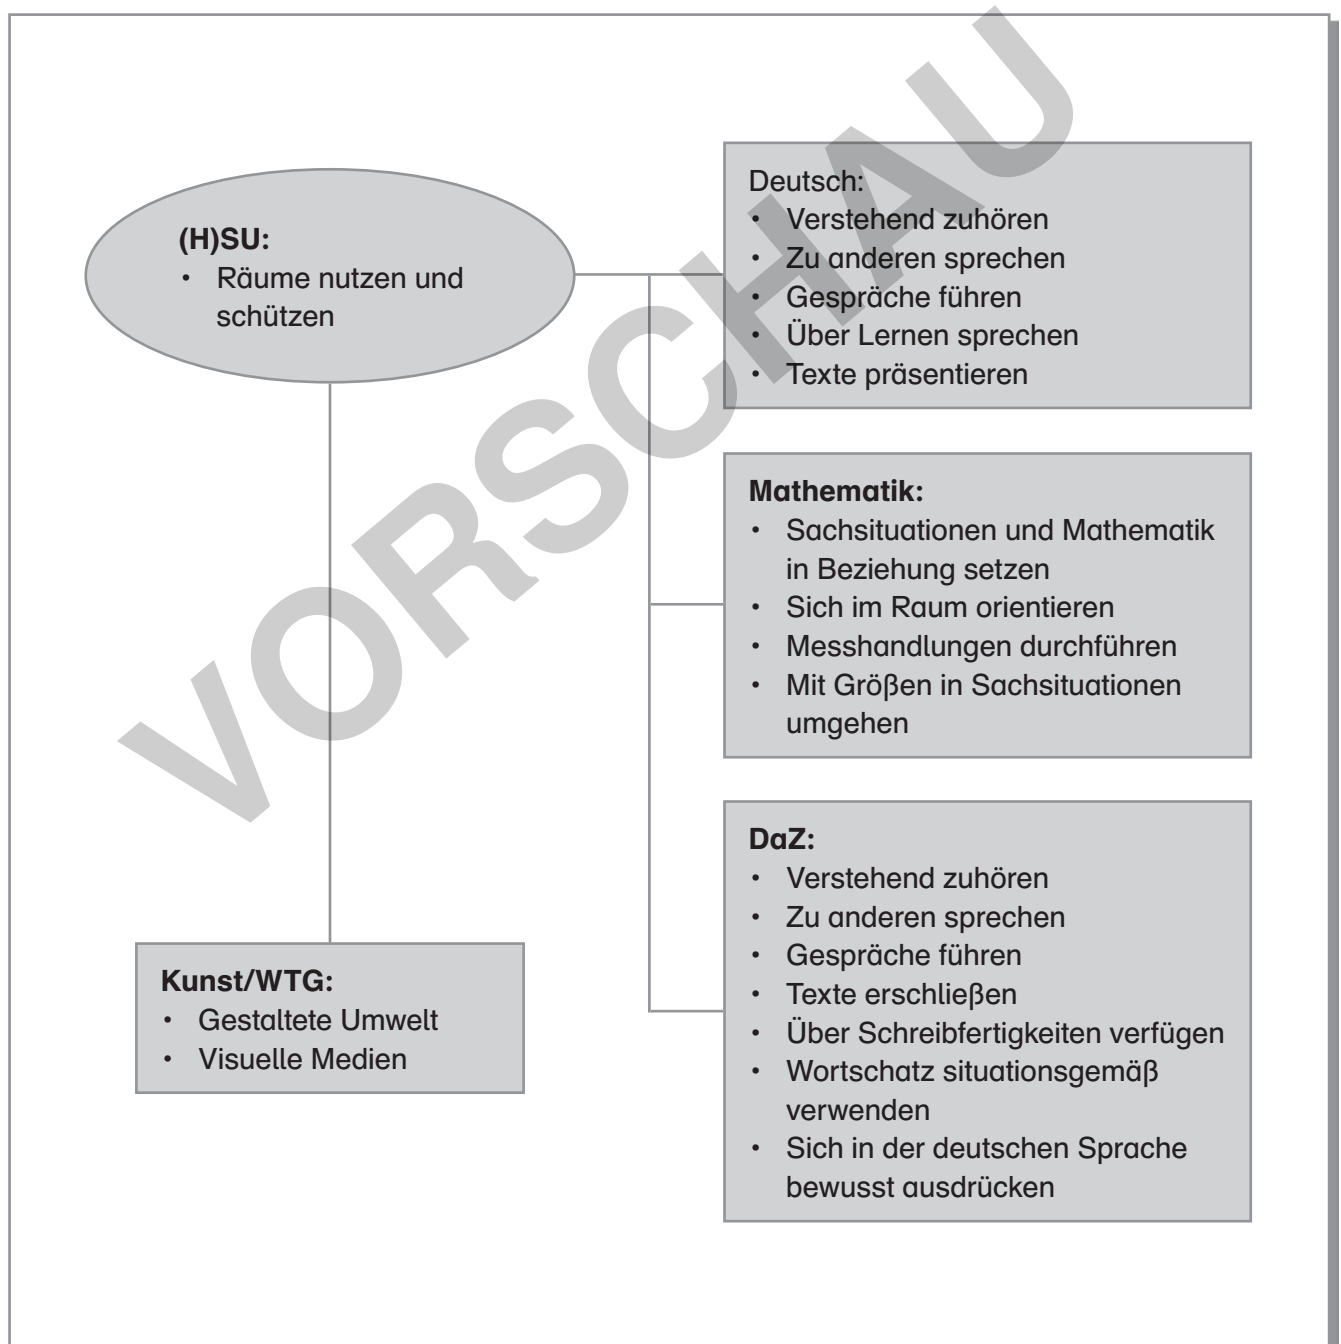 (H)SU:
• Räume nutzen und
schützen
Deutsch:
• Verstehend zuhören
• Zu anderen sprechen
• Gespräche führen
• Über Lernen sprechen
• Texte präsentieren
Mathematik:
• Sachsituationen und Mathematik
in Beziehung setzen
• Sich im Raum orientieren
• Messhandlungen durchführen
• Mit Größen in Sachsituationen
umgehen
DaZ:
• Verstehend zuhören
• Zu anderen sprechen
• Gespräche führen
• Texte erschließen
• Über Schreibfertigkeiten verfügen
• Wortschatz situationsgemäß
verwenden
• Sich in der deutschen Sprache
bewusst ausdrücken
Kunst/WTG:
• Gestaltete Umwelt
• Visuelle Medien
VORSCHAU